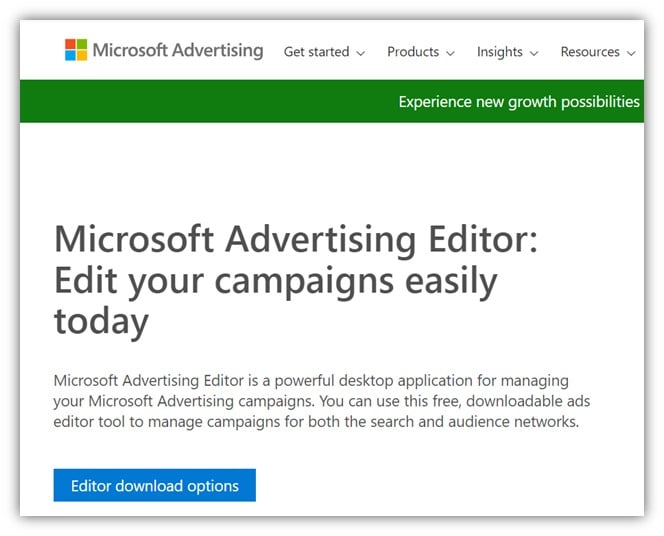 Microsoft Advertising Get started Products Insights Resources
Experience new growth possibilities
Microsoft Advertising Editor:
Edit your campaigns easily
today
Microsoft Advertising Editor is a powerful desktop application for managing
your Microsoft Advertising campaigns. You can use this free, downloadable ads
editor tool to manage campaigns for both the search and audience networks.
Editor download options